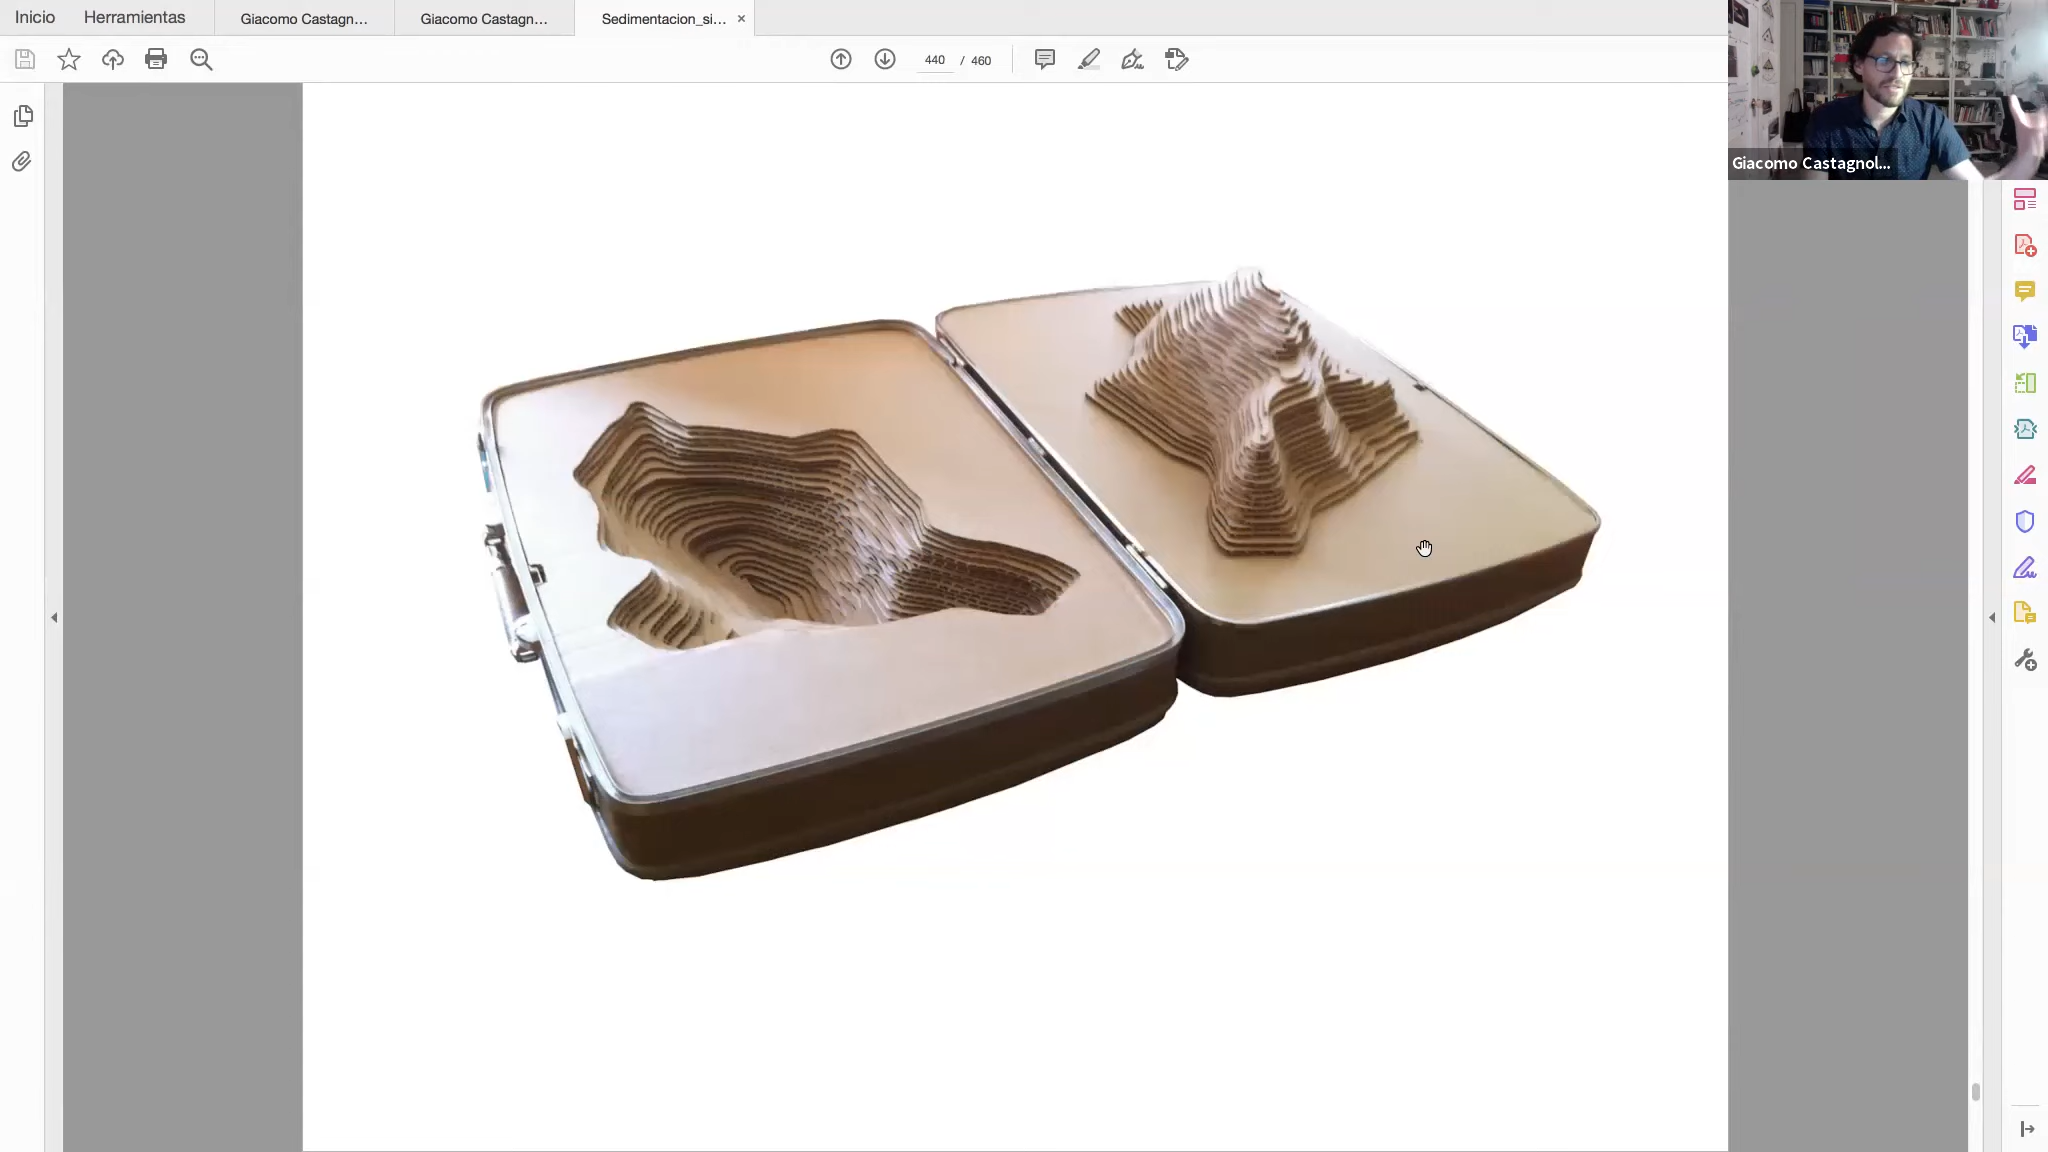 Inicio
Herramientas
Giacomo Castagn...
Giacomo Castagn...
Sedimentacion_si...
440 / 460
Giacomo Castagnol...